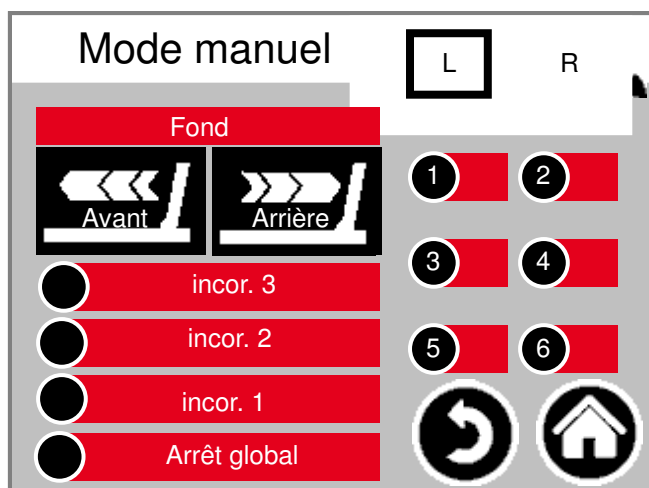 Mode manuel
L
R
Fond
Avant
Arrière
1
2
incor. 3
3
4
incor. 2
5
6
incor. 1
Arrêt global